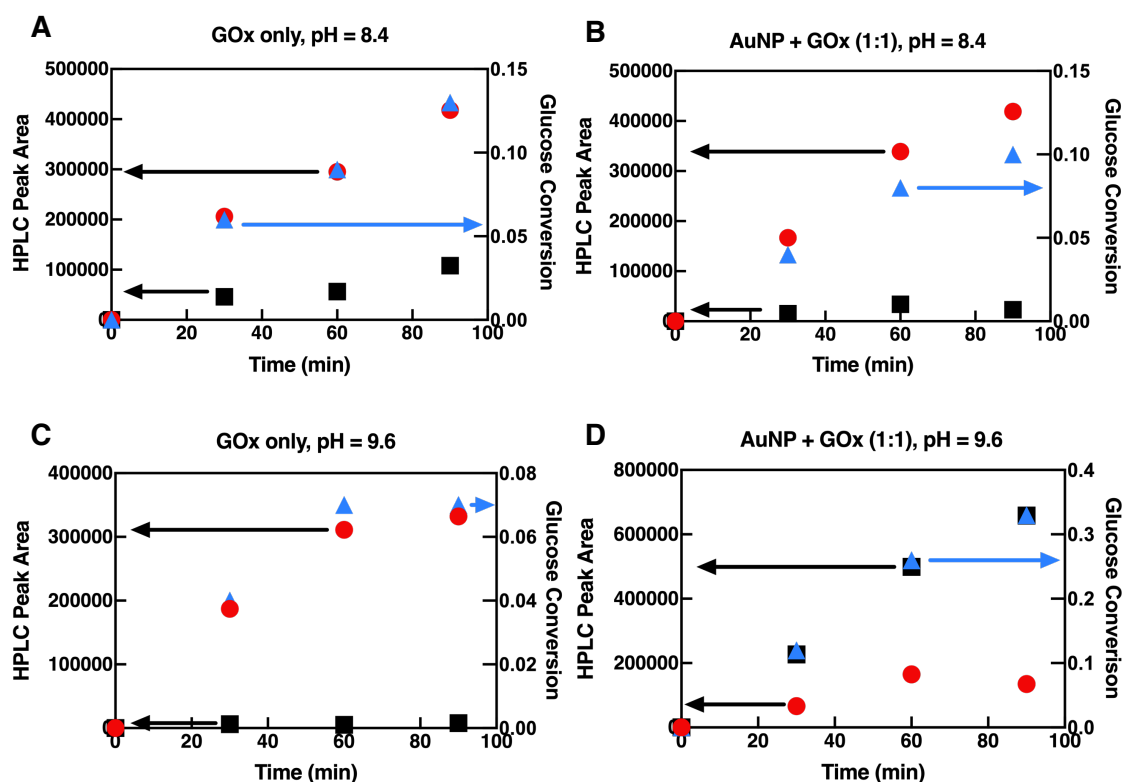 A
GOx only, pH = 8.4
HPLC Peak Area
500000
400000
300000
200000
100000
0
0.15
0.10
0.05
0.00
Glucose Conversion
0 20 40 60 80 100
Time (min)
B
AuNP + GOx (1:1), pH = 8.4
HPLC Peak Area
500000
400000
300000
200000
100000
0
0.15
0.10
0.05
0.00
Glucose Conversion
0 20 40 60 80 100
Time (min)
C
GOx only, pH = 9.6
HPLC Peak Area
400000
300000
200000
100000
0
0.08
0.06
0.04
0.02
0.00
Glucose Conversion
0 20 40 60 80 100
Time (min)
D
AuNP + GOx (1:1), pH = 9.6
HPLC Peak Area
800000
600000
400000
200000
0
0.4
0.3
0.2
0.1
0.0
Glucose Converison
0 20 40 60 80 100
Time (min)